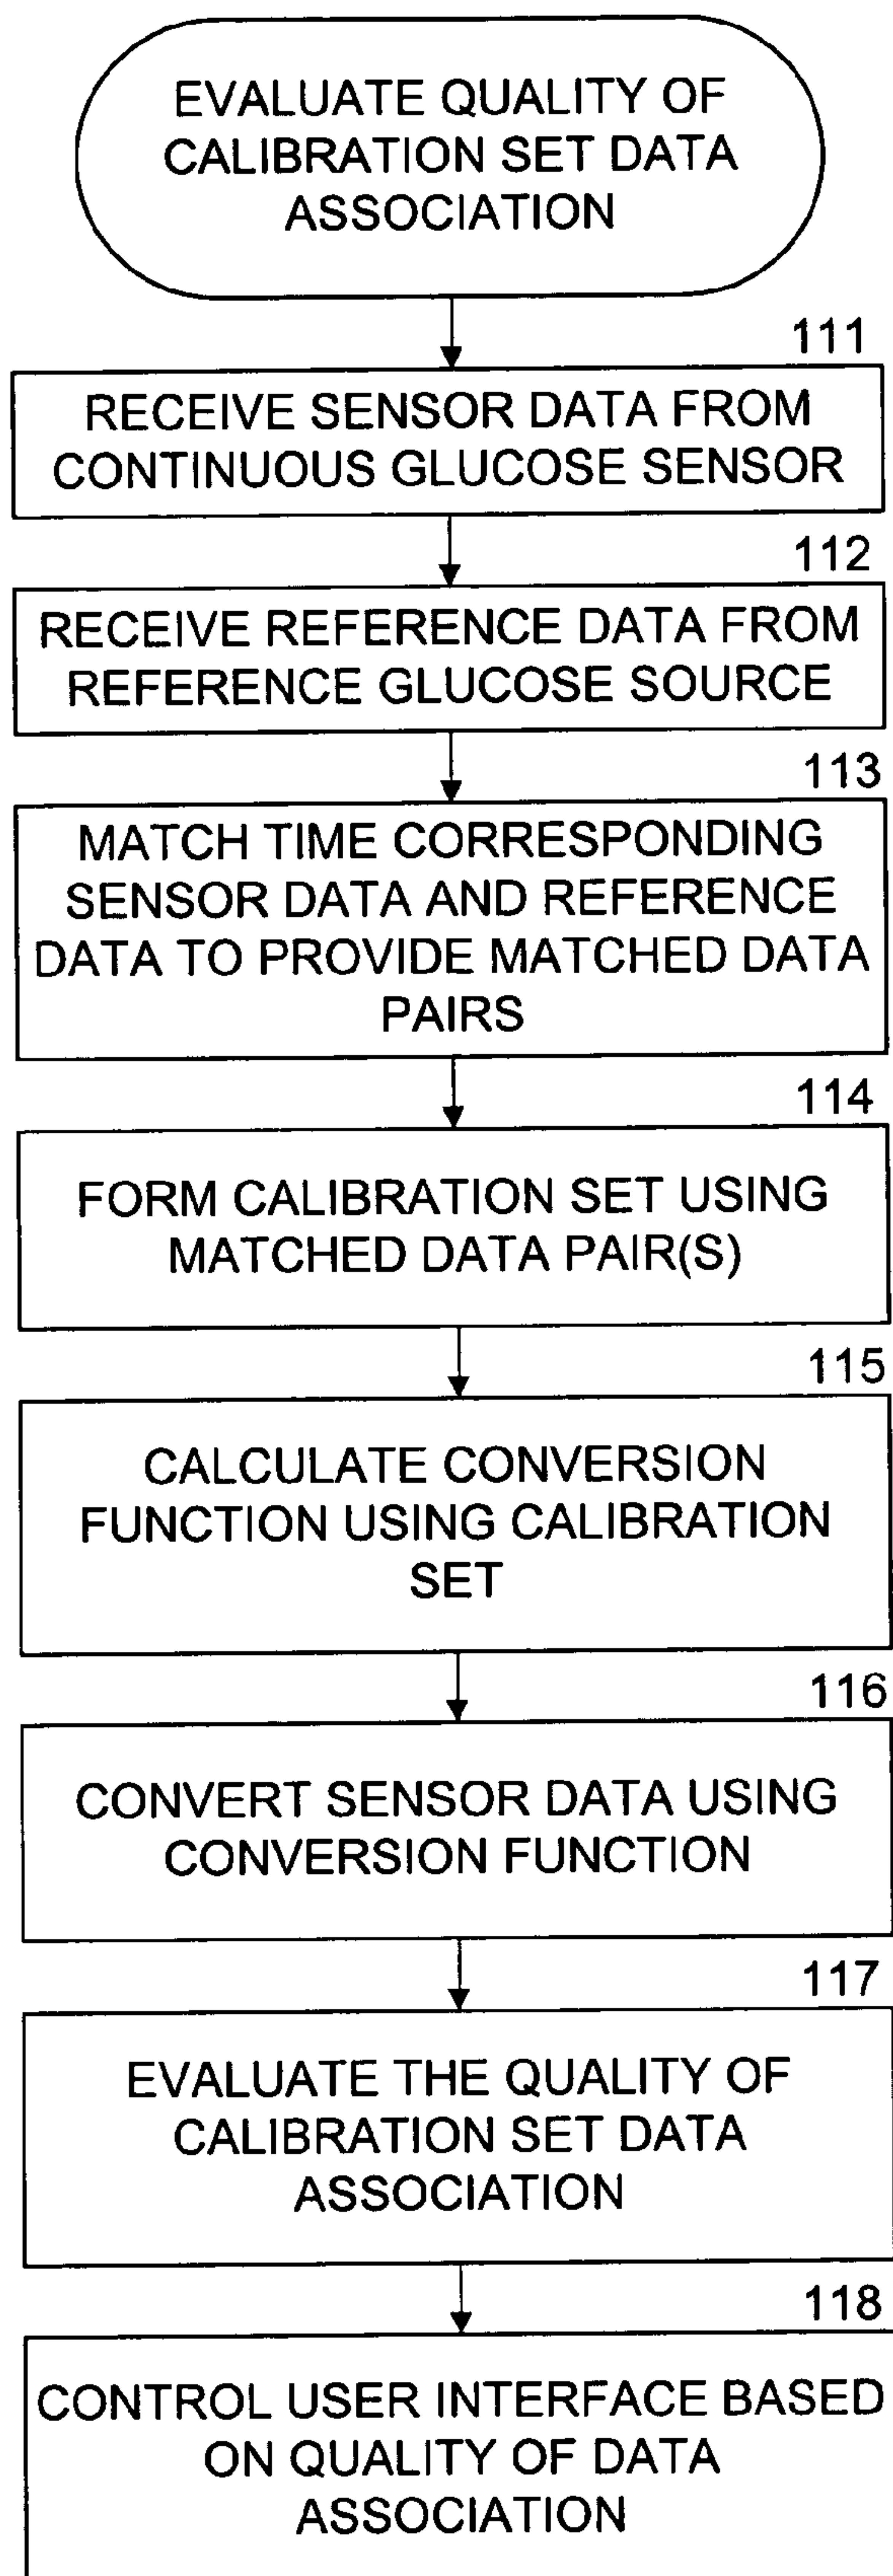 EVALUATE QUALITY OF
CALIBRATION SET DATA
ASSOCIATION
111
RECEIVE SENSOR DATA FROM
CONTINUOUS GLUCOSE SENSOR
112
RECEIVE REFERENCE DATA FROM
REFERENCE GLUCOSE SOURCE
113
MATCH TIME CORRESPONDING
SENSOR DATA AND REFERENCE
DATA TO PROVIDE MATCHED DATA
PAIRS
114
FORM CALIBRATION SET USING
MATCHED DATA PAIR(S)
115
CALCULATE CONVERSION
FUNCTION USING CALIBRATION
SET
116
CONVERT SENSOR DATA USING
CONVERSION FUNCTION
117
EVALUATE THE QUALITY OF
CALIBRATION SET DATA
ASSOCIATION
118
CONTROL USER INTERFACE BASED
ON QUALITY OF DATA
ASSOCIATION